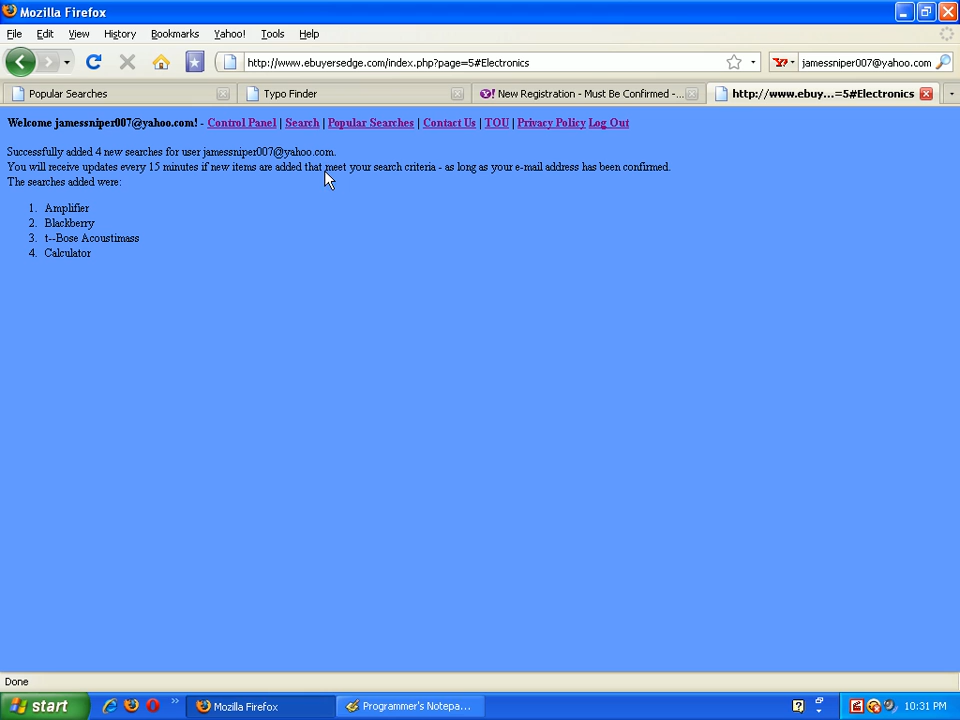 Mozilla Firefox
File Edit View History Bookmarks Yahoo! Tools Help
http://www.ebuyersedge.com/index.php?page=5#Electronics
jamessniper007@yahoo.com
Popular Searches
Typo Finder
New Registration - Must Be Confirmed -...
http://www.ebuy...=5#Electronics
Welcome jamessniper007@yahoo.com! - Control Panel | Search | Popular Searches | Contact Us | TOU | Privacy Policy Log Out
Successfully added 4 new searches for user jamessniper007@yahoo.com.
You will receive updates every 15 minutes if new items are added that meet your search criteria - as long as your e-mail address has been confirmed.
The searches added were:
1. Amplifier
2. Blackberry
3. t--Bose Acoustimass
4. Calculator
Done
start
Mozilla Firefox
Programmer's Notepa...
10:31 PM